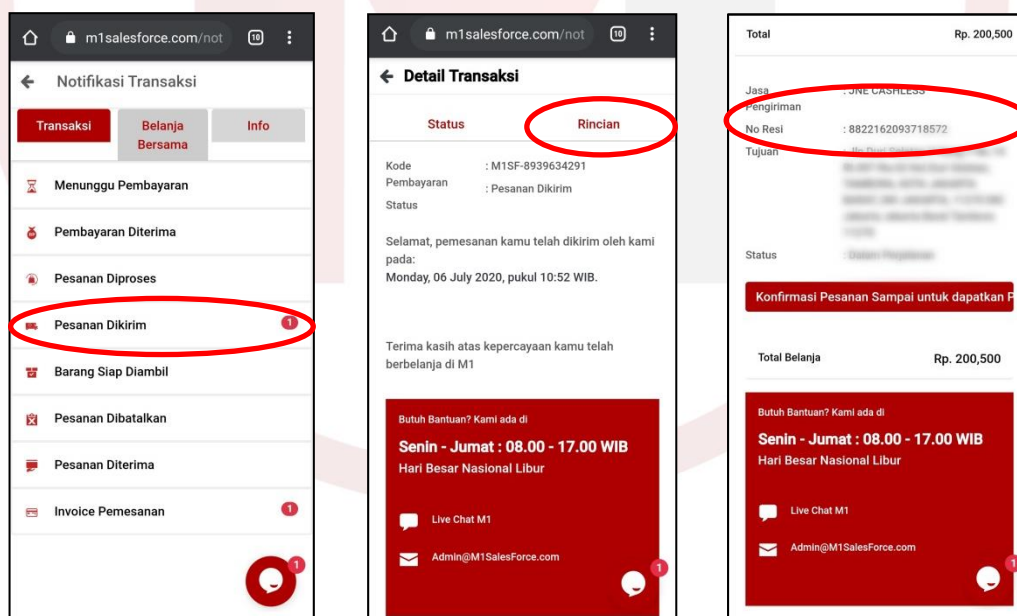 m1salesforce.com/not
10
Notifikasi Transaksi
Transaksi
Belanja
Bersama
Info
Menunggu Pembayaran
Pembayaran Diterima
Pesanan Diproses
Pesanan Dikirim
1
Barang Siap Diambil
Pesanan Dibatalkan
Pesanan Diterima
Invoice Pemesanan
1
1
m1salesforce.com/not
10
Detail Transaksi
Status
Rincian
Kode
Pembayaran
: M1SF-8939634291
Status
: Pesanan Dikirim
Selamat, pemesanan kamu telah dikirim oleh kami
pada:
Monday, 06 July 2020, pukul 10:52 WIB.
Terima kasih atas kepercayaan kamu telah
berbelanja di M1
Butuh Bantuan? Kami ada di
Senin - Jumat : 08.00 - 17.00 WIB
Hari Besar Nasional Libur
Live Chat M1
Admin@M1SalesForce.com
1
Total Rp. 200,500
Jasa
Pengiriman
: JNE CASHLESS
No Resi : 8822162093718572
Tujuan
Status
Konfirmasi Pesanan Sampai untuk dapatkan P
Total Belanja Rp. 200,500
Butuh Bantuan? Kami ada di
Senin - Jumat : 08.00 - 17.00 WIB
Hari Besar Nasional Libur
Live Chat M1
Admin@M1SalesForce.com
1